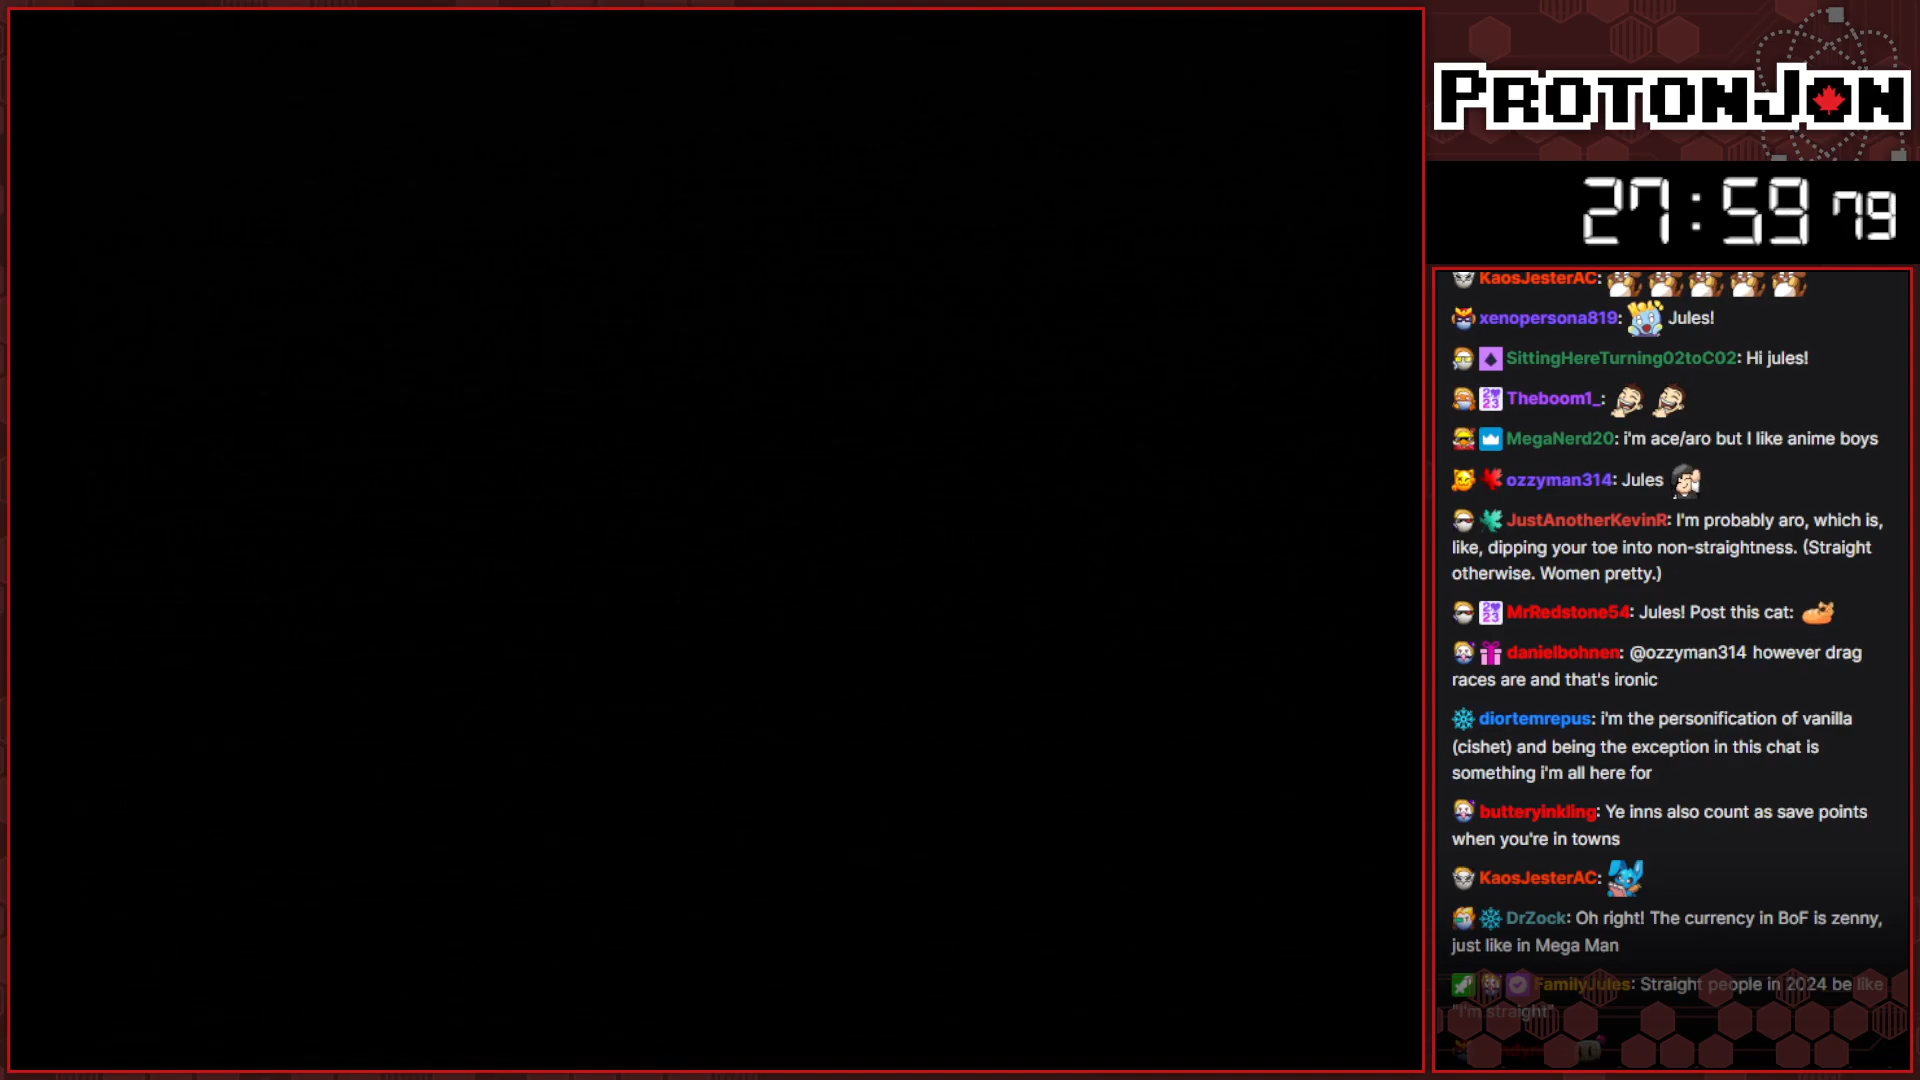 PROTONJON
27:59 79
KaosJesterAC:
xenopersona819: Jules!
SittingHereTurning02toC02: Hi jules!
2 23 Theboom1_:
MegaNerd20: i'm ace/aro but I like anime boys
ozzyman314: Jules
JustAnotherKevinR: I'm probably aro, which is,
like, dipping your toe into non-straightness. (Straight
otherwise. Women pretty.)
2 23 MrRedstone54: Jules! Post this cat:
danielbohnen: @ozzyman314 however drag
races are and that's ironic
diortemrepus: i'm the personification of vanilla
(cishet) and being the exception in this chat is
something i'm all here for
butteryinkling: Ye inns also count as save points
when you're in towns
KaosJesterAC:
DrZock: Oh right! The currency in BoF is zenny,
just like in Mega Man
FamilyJules: Straight people in 2024 be like
"I'm straight"